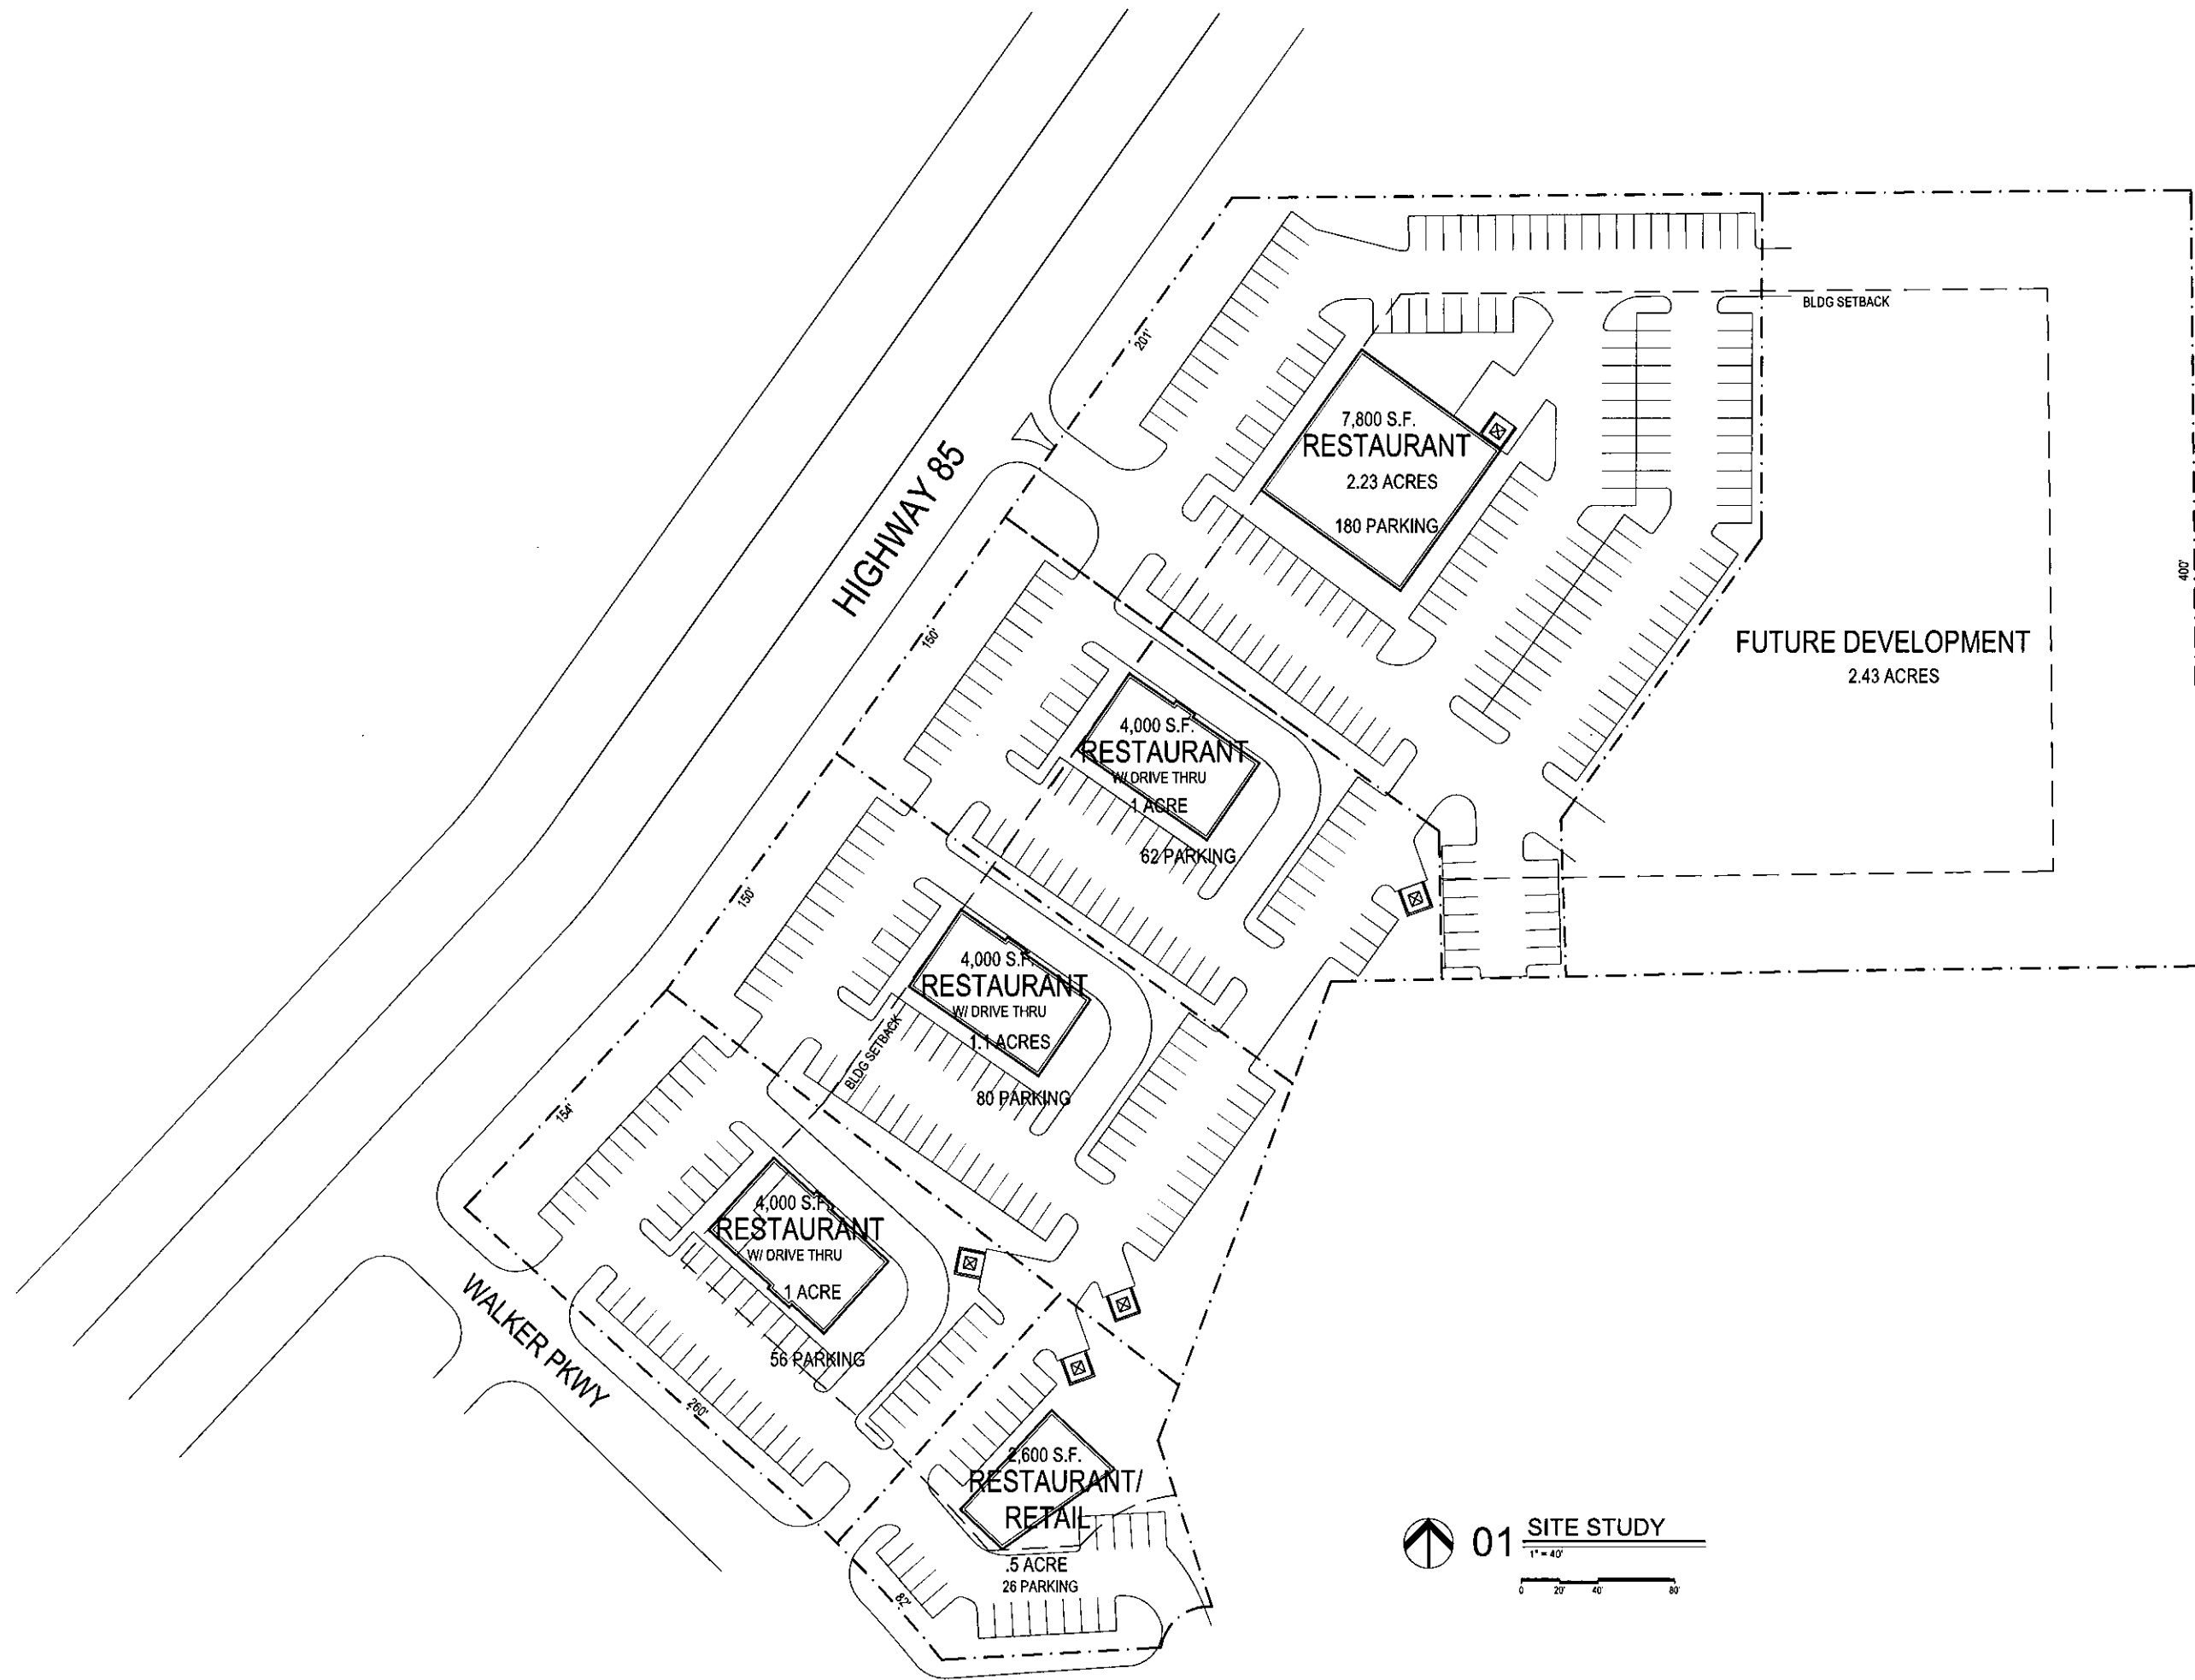 BLDG SETBACK
201'
7,800 S.F.
RESTAURANT
2.23 ACRES
180 PARKING
HIGHWAY 85
400'
FUTURE DEVELOPMENT
2.43 ACRES
150'
4,000 S.F.
RESTAURANT
W/ DRIVE THRU
1 ACRE
62 PARKING
150'
4,000 S.F.
RESTAURANT
W/ DRIVE THRU
1.1 ACRES
BLDG SETBACK
80 PARKING
154'
4,000 S.F.
RESTAURANT
W/ DRIVE THRU
1 ACRE
56 PARKING
WALKER PKWY
260'
2,600 S.F.
RESTAURANT/
RETAIL
.5 ACRE
26 PARKING
82'
01 SITE STUDY
1" = 40'
0 20' 40' 80'